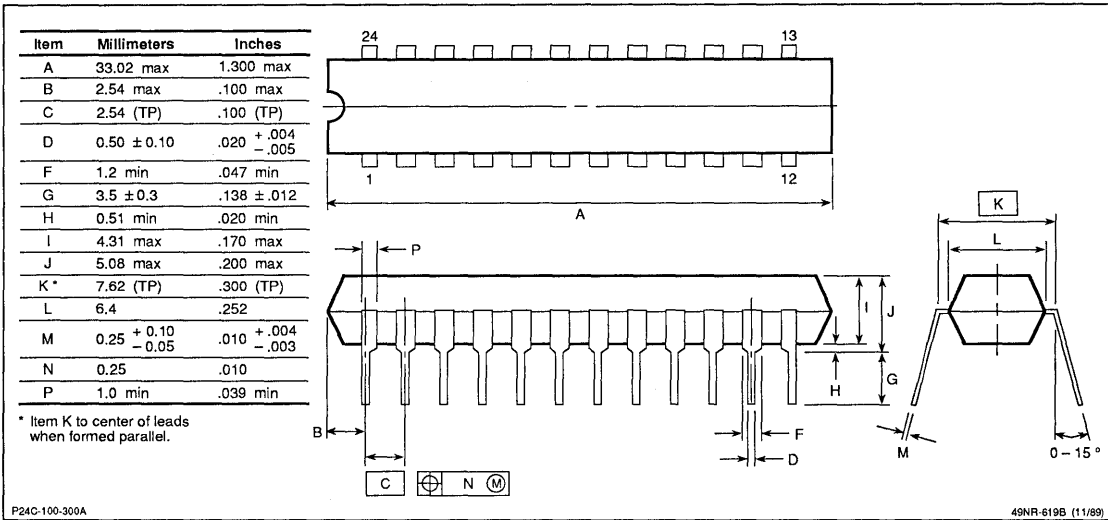 Item Millimeters Inches
A 33.02 max 1.300 max
B 2.54 max .100 max
C 2.54 (TP) .100 (TP)
D 0.50 ±0.10 .020 + .004 − .005
F 1.2 min .047 min
G 3.5 ±0.3 .138 ±.012
H 0.51 min .020 min
I 4.31 max .170 max
J 5.08 max .200 max
K* 7.62 (TP) .300 (TP)
L 6.4 .252
M 0.25 + 0.10 − 0.05 .010 + .004 − .003
N 0.25 .010
P 1.0 min .039 min
* Item K to center of leads
when formed parallel.
24 13
1 12
A
P
K
L
I J
H G
B
F
D
C
⌖ N Ⓜ
M
0 – 15 °
P24C-100-300A
49NR-619B (11/89)